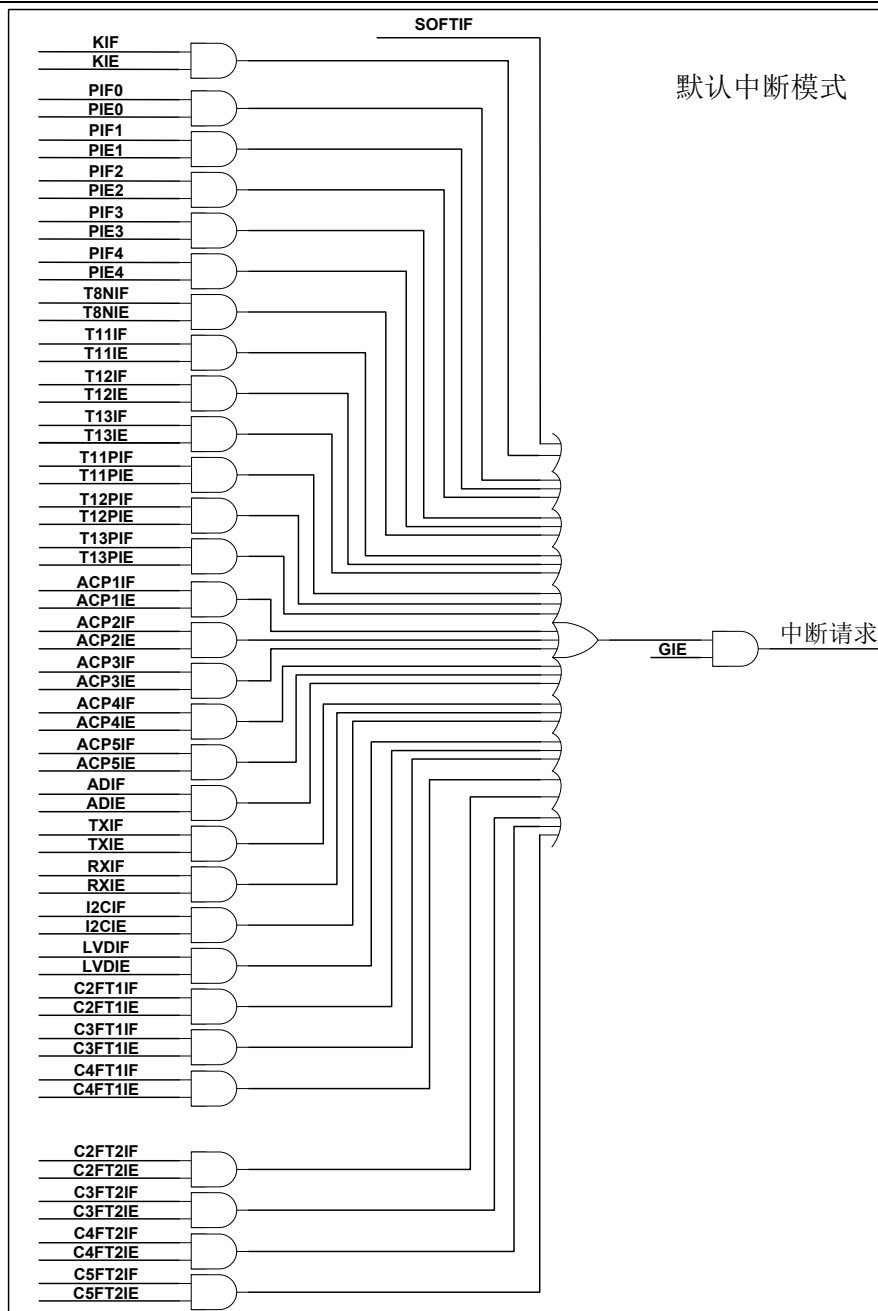 SOFTIF
KIF
KIE
默认中断模式
PIF0
PIE0
PIF1
PIE1
PIF2
PIE2
PIF3
PIE3
PIF4
PIE4
T8NIF
T8NIE
T11IF
T11IE
T12IF
T12IE
T13IF
T13IE
T11PIF
T11PIE
T12PIF
T12PIE
T13PIF
T13PIE
ACP1IF
ACP1IE
ACP2IF
ACP2IE
GIE
中断请求
ACP3IF
ACP3IE
ACP4IF
ACP4IE
ACP5IF
ACP5IE
ADIF
ADIE
TXIF
TXIE
RXIF
RXIE
I2CIF
I2CIE
LVDIF
LVDIE
C2FT1IF
C2FT1IE
C3FT1IF
C3FT1IE
C4FT1IF
C4FT1IE
C2FT2IF
C2FT2IE
C3FT2IF
C3FT2IE
C4FT2IF
C4FT2IE
C5FT2IF
C5FT2IE